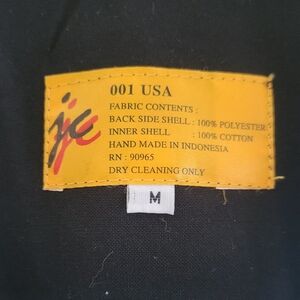 jje
001 USA
FABRIC CONTENTS :
BACK SIDE SHELL : 100% POLYESTER
INNER SHELL : 100% COTTON
HAND MADE IN INDONESIA
RN : 90965
DRY CLEANING ONLY
M